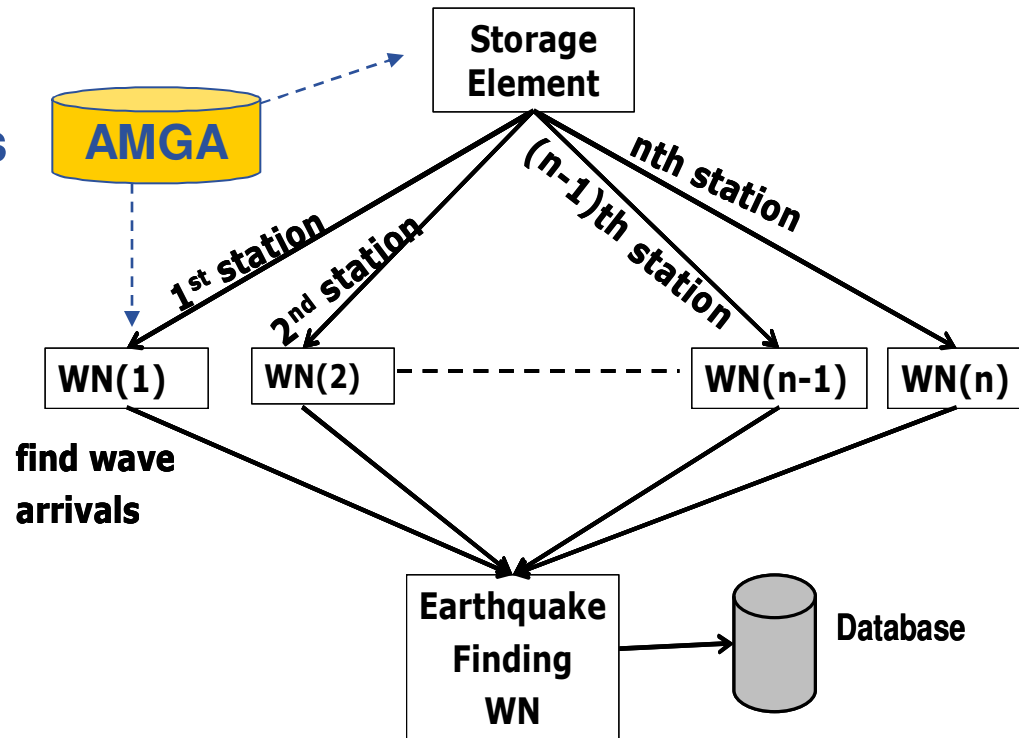 Storage
Element
s
AMGA
1st station
2nd station
(n-1)th station
nth station
WN(1)
WN(2)
WN(n-1)
WN(n)
find wave
arrivals
Earthquake
Finding
WN
Database